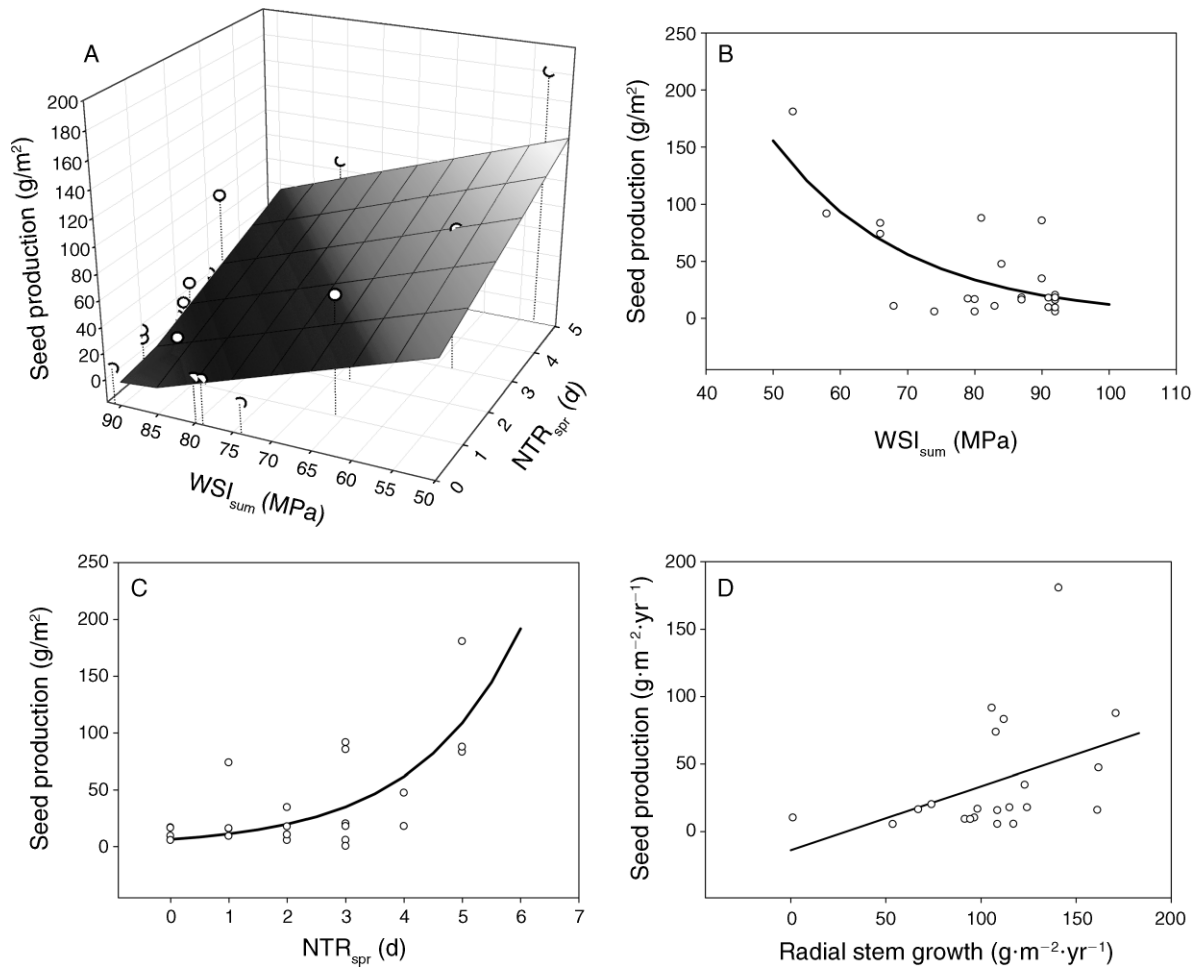 A
Seed production (g/m²)
200
180
160
140
120
100
80
60
40
20
0
90
85
80
75
70
65
60
55
50
WSI_sum (MPa)
0
1
2
3
4
5
NTR_spr (d)
B
Seed production (g/m²)
250
200
150
100
50
0
40 50 60 70 80 90 100 110
WSI_sum (MPa)
C
Seed production (g/m²)
250
200
150
100
50
0
0 1 2 3 4 5 6 7
NTR_spr (d)
D
Seed production (g·m⁻²·yr⁻¹)
200
150
100
50
0
0 50 100 150 200
Radial stem growth (g·m⁻²·yr⁻¹)